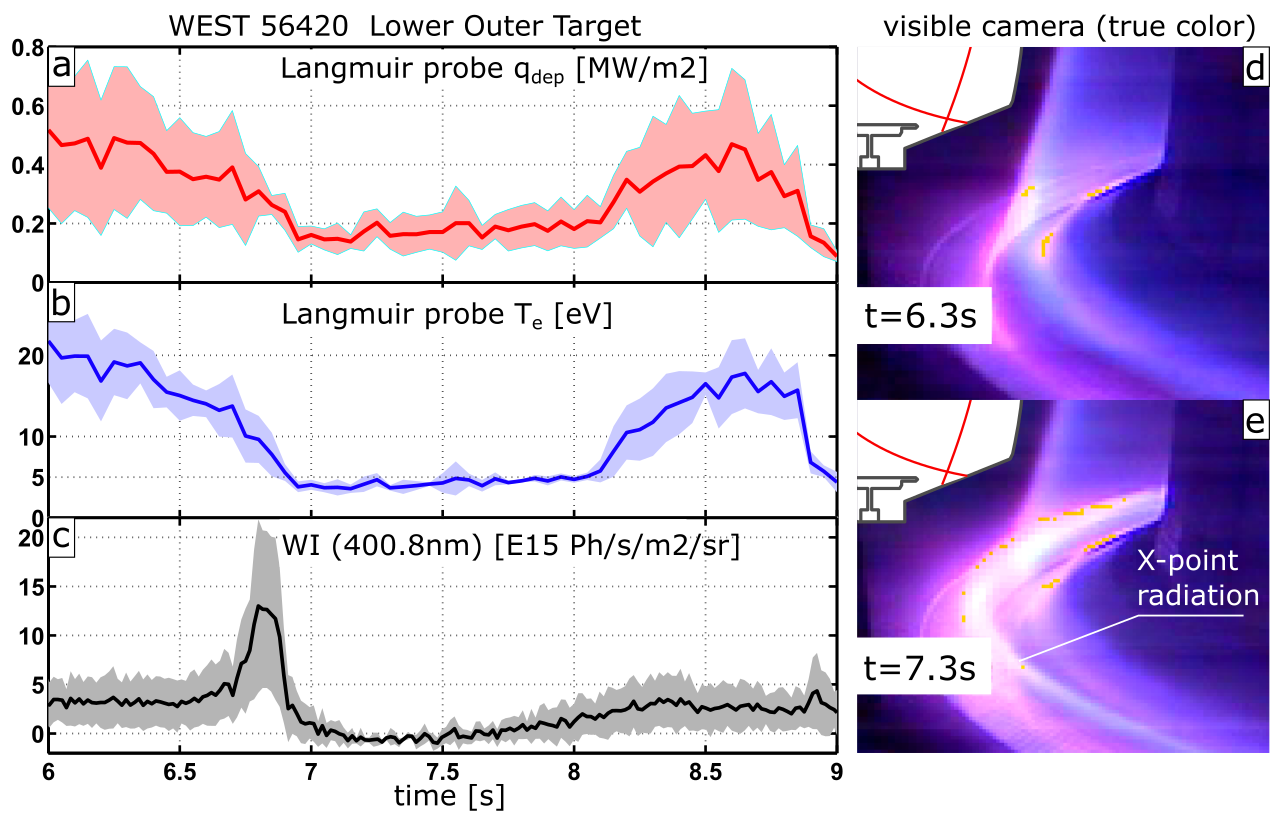 WEST 56420 Lower Outer Target
visible camera (true color)
a
Langmuir probe qdep [MW/m2]
0.8
0.6
0.4
0.2
0
b
Langmuir probe Te [eV]
20
10
5
0
c
WI (400.8nm) [E15 Ph/s/m2/sr]
20
15
10
5
0
6 6.5 7 7.5 8 8.5 9
time [s]
d
t=6.3s
e
X-point
radiation
t=7.3s